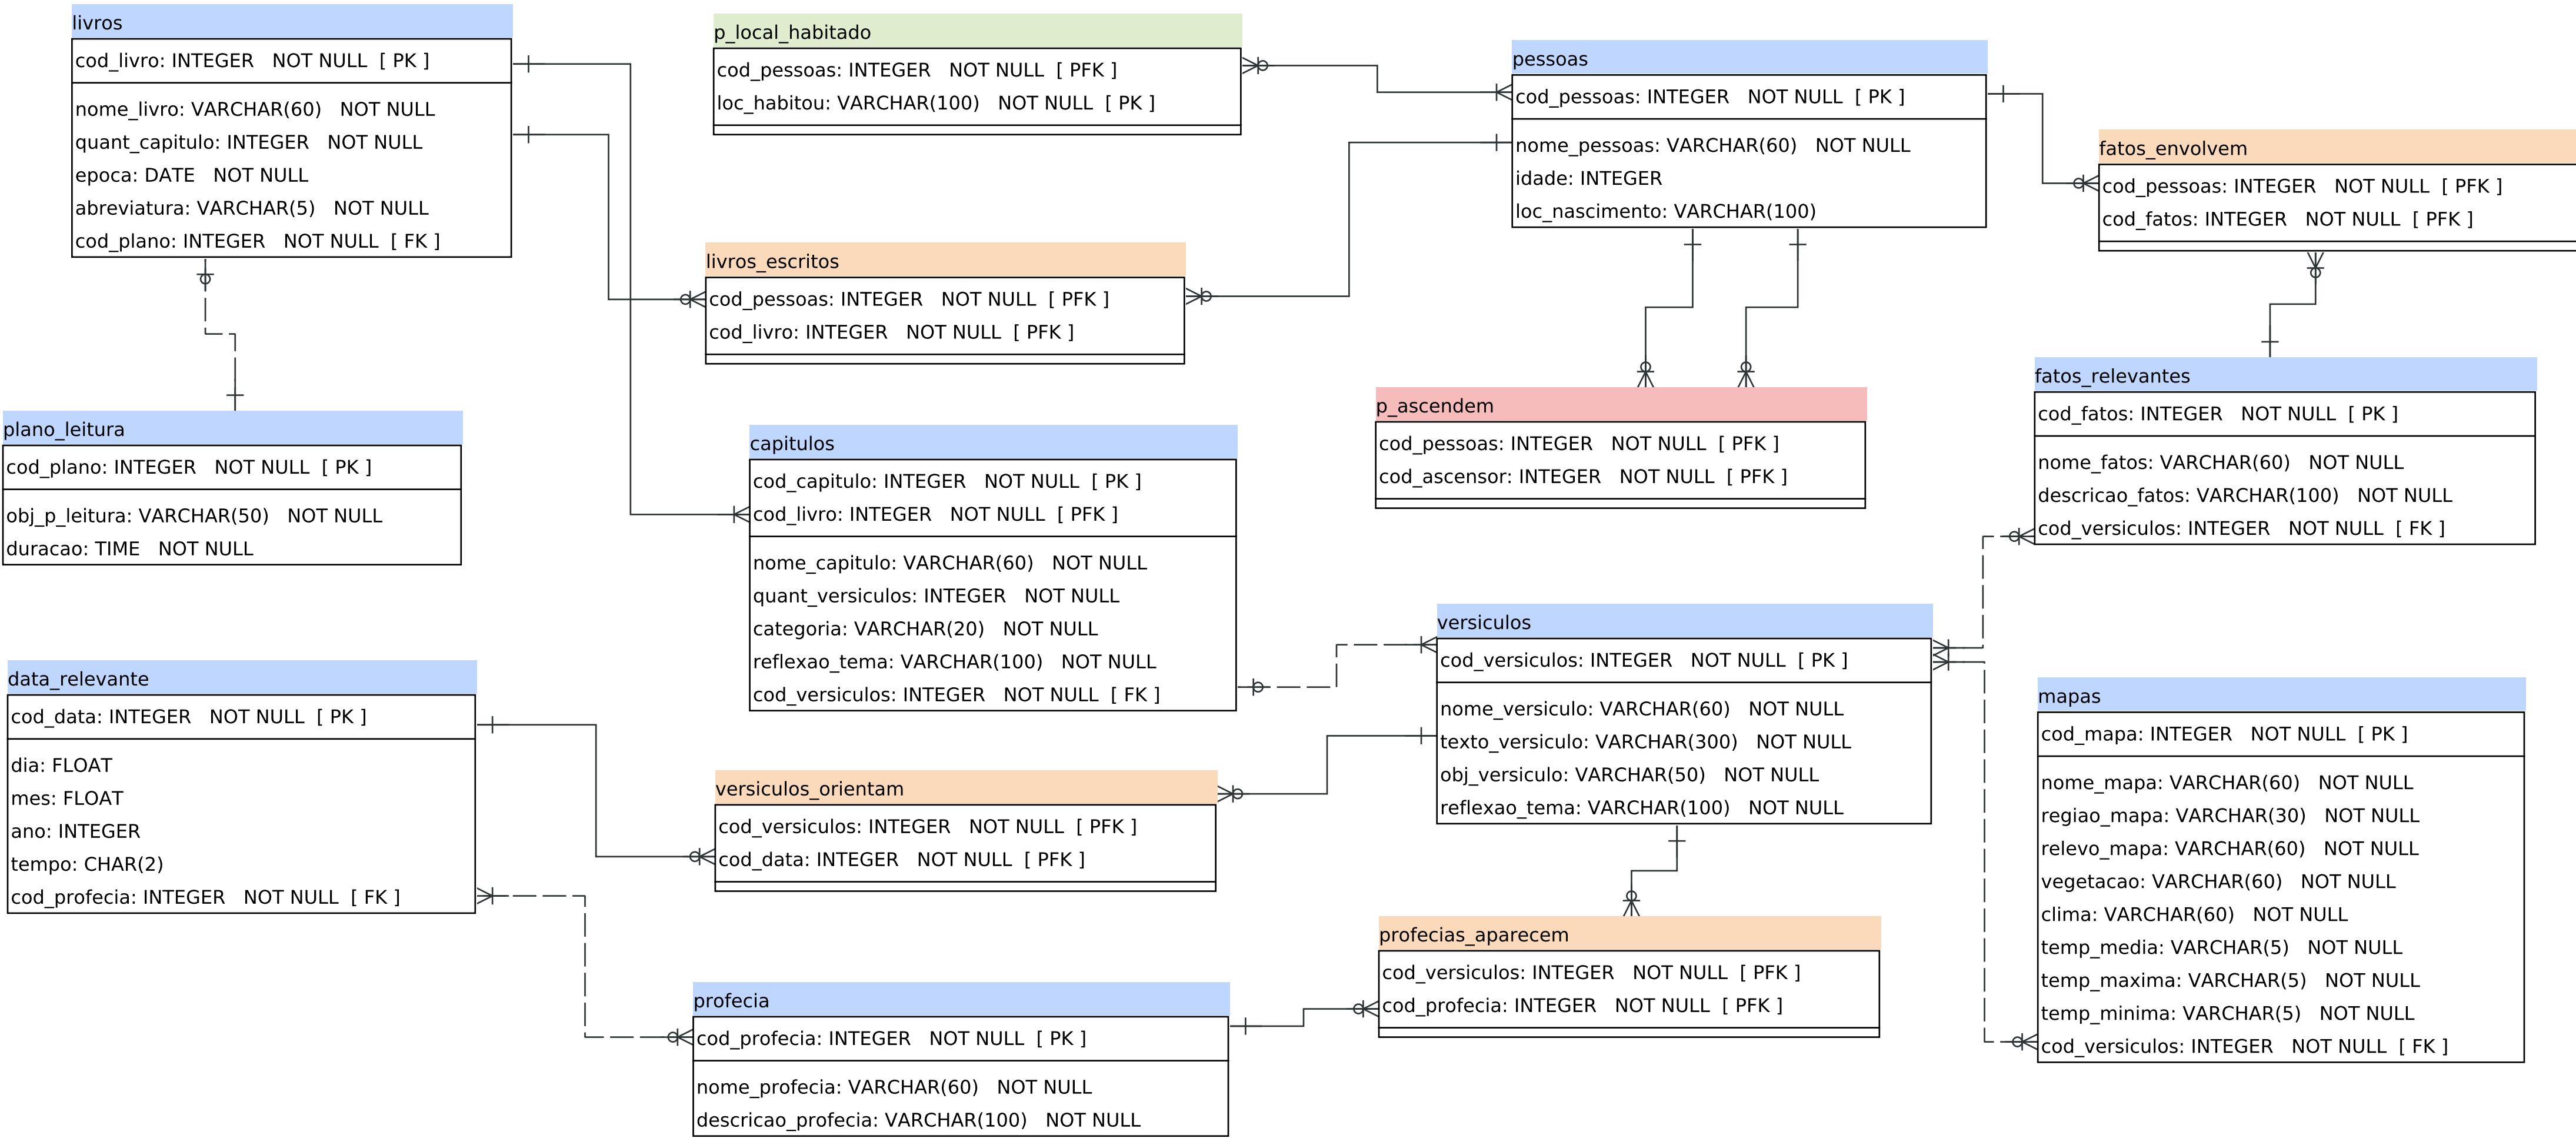 livros
cod_livro: INTEGER NOT NULL [ PK ]
nome_livro: VARCHAR(60) NOT NULL
quant_capitulo: INTEGER NOT NULL
epoca: DATE NOT NULL
abreviatura: VARCHAR(5) NOT NULL
cod_plano: INTEGER NOT NULL [ FK ]
p_local_habitado
cod_pessoas: INTEGER NOT NULL [ PFK ]
loc_habitou: VARCHAR(100) NOT NULL [ PK ]
pessoas
cod_pessoas: INTEGER NOT NULL [ PK ]
nome_pessoas: VARCHAR(60) NOT NULL
idade: INTEGER
loc_nascimento: VARCHAR(100)
fatos_envolvem
cod_pessoas: INTEGER NOT NULL [ PFK ]
cod_fatos: INTEGER NOT NULL [ PFK ]
livros_escritos
cod_pessoas: INTEGER NOT NULL [ PFK ]
cod_livro: INTEGER NOT NULL [ PFK ]
plano_leitura
cod_plano: INTEGER NOT NULL [ PK ]
obj_p_leitura: VARCHAR(50) NOT NULL
duracao: TIME NOT NULL
capitulos
cod_capitulo: INTEGER NOT NULL [ PK ]
cod_livro: INTEGER NOT NULL [ PFK ]
nome_capitulo: VARCHAR(60) NOT NULL
quant_versiculos: INTEGER NOT NULL
categoria: VARCHAR(20) NOT NULL
reflexao_tema: VARCHAR(100) NOT NULL
cod_versiculos: INTEGER NOT NULL [ FK ]
p_ascendem
cod_pessoas: INTEGER NOT NULL [ PFK ]
cod_ascensor: INTEGER NOT NULL [ PFK ]
fatos_relevantes
cod_fatos: INTEGER NOT NULL [ PK ]
nome_fatos: VARCHAR(60) NOT NULL
descricao_fatos: VARCHAR(100) NOT NULL
cod_versiculos: INTEGER NOT NULL [ FK ]
data_relevante
cod_data: INTEGER NOT NULL [ PK ]
dia: FLOAT
mes: FLOAT
ano: INTEGER
tempo: CHAR(2)
cod_profecia: INTEGER NOT NULL [ FK ]
versiculos_orientam
cod_versiculos: INTEGER NOT NULL [ PFK ]
cod_data: INTEGER NOT NULL [ PFK ]
versiculos
cod_versiculos: INTEGER NOT NULL [ PK ]
nome_versiculo: VARCHAR(60) NOT NULL
texto_versiculo: VARCHAR(300) NOT NULL
obj_versiculo: VARCHAR(50) NOT NULL
reflexao_tema: VARCHAR(100) NOT NULL
mapas
cod_mapa: INTEGER NOT NULL [ PK ]
nome_mapa: VARCHAR(60) NOT NULL
regiao_mapa: VARCHAR(30) NOT NULL
relevo_mapa: VARCHAR(60) NOT NULL
vegetacao: VARCHAR(60) NOT NULL
clima: VARCHAR(60) NOT NULL
temp_media: VARCHAR(5) NOT NULL
temp_maxima: VARCHAR(5) NOT NULL
temp_minima: VARCHAR(5) NOT NULL
cod_versiculos: INTEGER NOT NULL [ FK ]
profecia
cod_profecia: INTEGER NOT NULL [ PK ]
nome_profecia: VARCHAR(60) NOT NULL
descricao_profecia: VARCHAR(100) NOT NULL
profecias_aparecem
cod_versiculos: INTEGER NOT NULL [ PFK ]
cod_profecia: INTEGER NOT NULL [ PFK ]